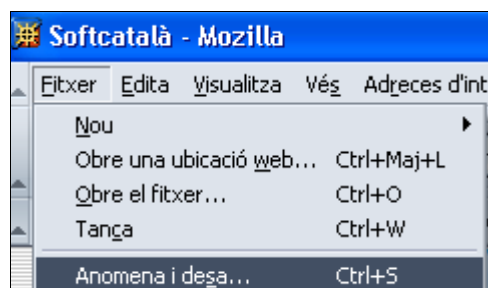 Softcatalà - Mozilla
Fitxer Edita Visualitza Vés Adreces d'int
Nou
Obre una ubicació web... Ctrl+Maj+L
Obre el fitxer... Ctrl+O
Tanca Ctrl+W
Anomena i desa... Ctrl+S